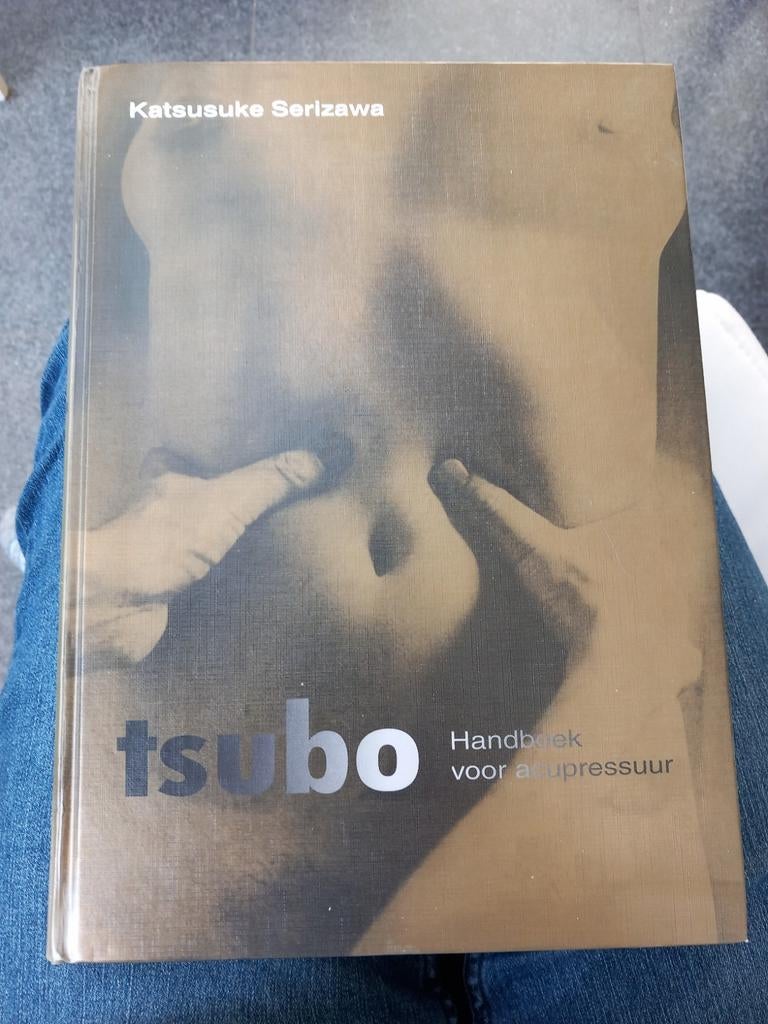 Katsusuke Serizawa
tsubo
Handboek
voor acupressuur